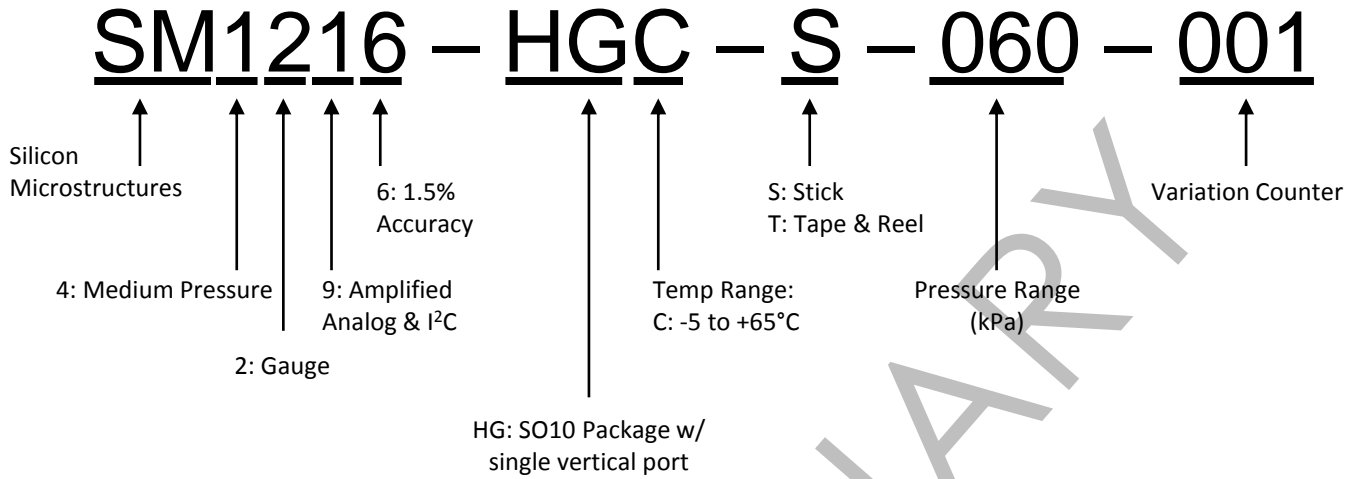 SM1216 – HGC – S – 060 – 001
Silicon
Microstructures
6: 1.5%
Accuracy
S: Stick
T: Tape & Reel
Variation Counter
4: Medium Pressure
9: Amplified
Analog & I²C
Temp Range:
C: -5 to +65°C
Pressure Range
(kPa)
2: Gauge
HG: SO10 Package w/
single vertical port